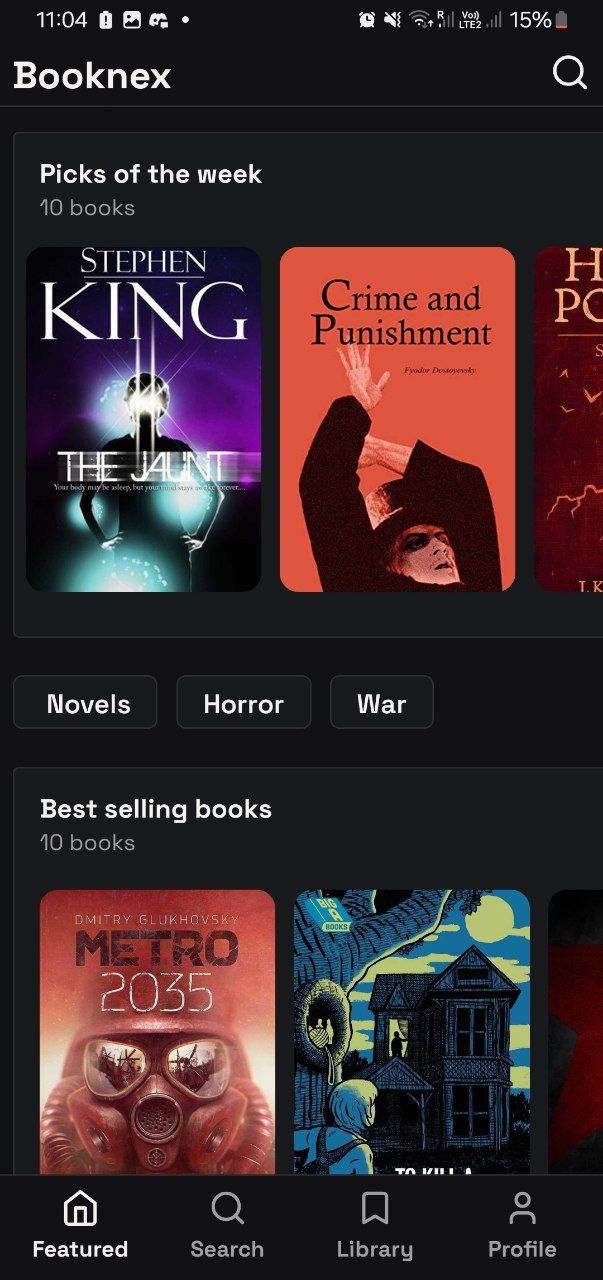 11:04
R
Vo))
LTE2
15%
Booknex
Picks of the week
10 books
STEPHEN
KING
THE JAUNT
Your body may be asleep, but your mind stays awake forever....
Crime and
Punishment
Fyodor Dostoyevsky
H
PO
S
J.K
Novels
Horror
War
Best selling books
10 books
DMITRY GLUKHOVSKY
METRO
2035
BIG
A
BOOKS
TO KILL A
Featured
Search
Library
Profile